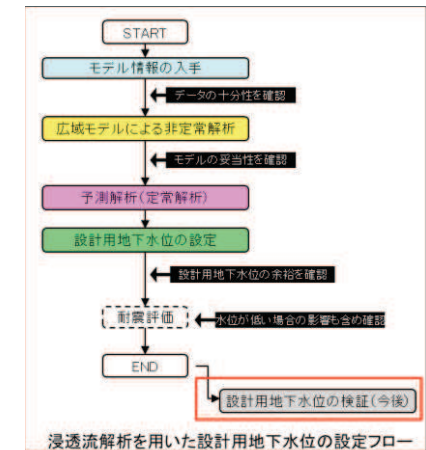 START
モデル情報の入手
データの十分性を確認
広域モデルによる非定常解析
モデルの妥当性を確認
予測解析(定常解析)
設計用地下水位の設定
設計用地下水位の余裕を確認
耐震評価
水位が低い場合の影響も含め確認
END
設計用地下水位の検証(今後)
浸透流解析を用いた設計用地下水位の設定フロー